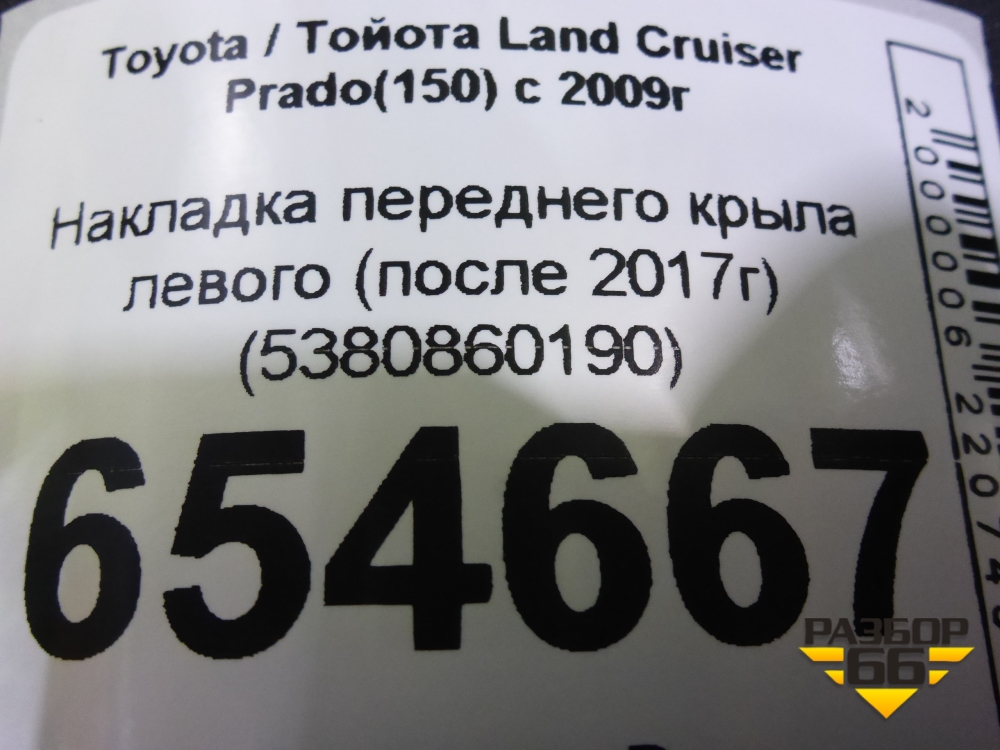 Toyota / Тойота Land Cruiser
Prado(150) с 2009г
Накладка переднего крыла
левого (после 2017г)
(5380860190)
654667
РАЗБОР
66